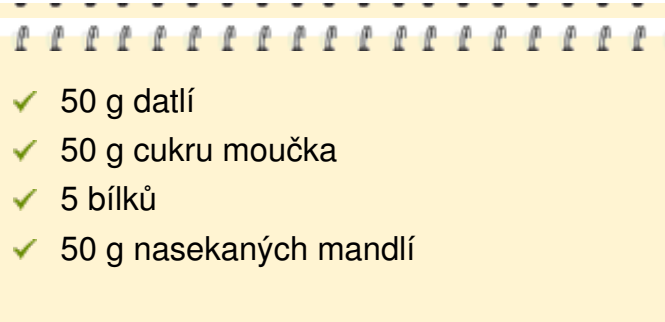 50 g datlí
50 g cukru moučka
5 bílků
50 g nasekaných mandlí